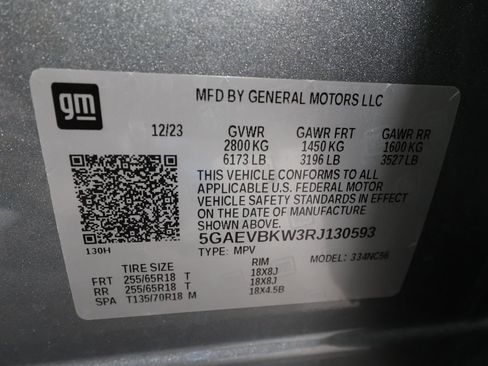 gm
MFD BY GENERAL MOTORS LLC
12/23 GVWR GAWR FRT GAWR RR
2800 KG 1450 KG 1600 KG
6173 LB 3196 LB 3527 LB
THIS VEHICLE CONFORMS TO ALL
APPLICABLE U.S. FEDERAL MOTOR
VEHICLE SAFETY STANDARDS IN EFFECT
ON THE DATE OF MANUFACTURE
SHOWN ABOVE.
130H
5GAEVBKW3RJ130593
TYPE: MPV MODEL: 334NC56
TIRE SIZE RIM
FRT 255/65R18 T 18X8J
RR 255/65R18 T 18X8J
SPA T135/70R18 M 18X4.5B